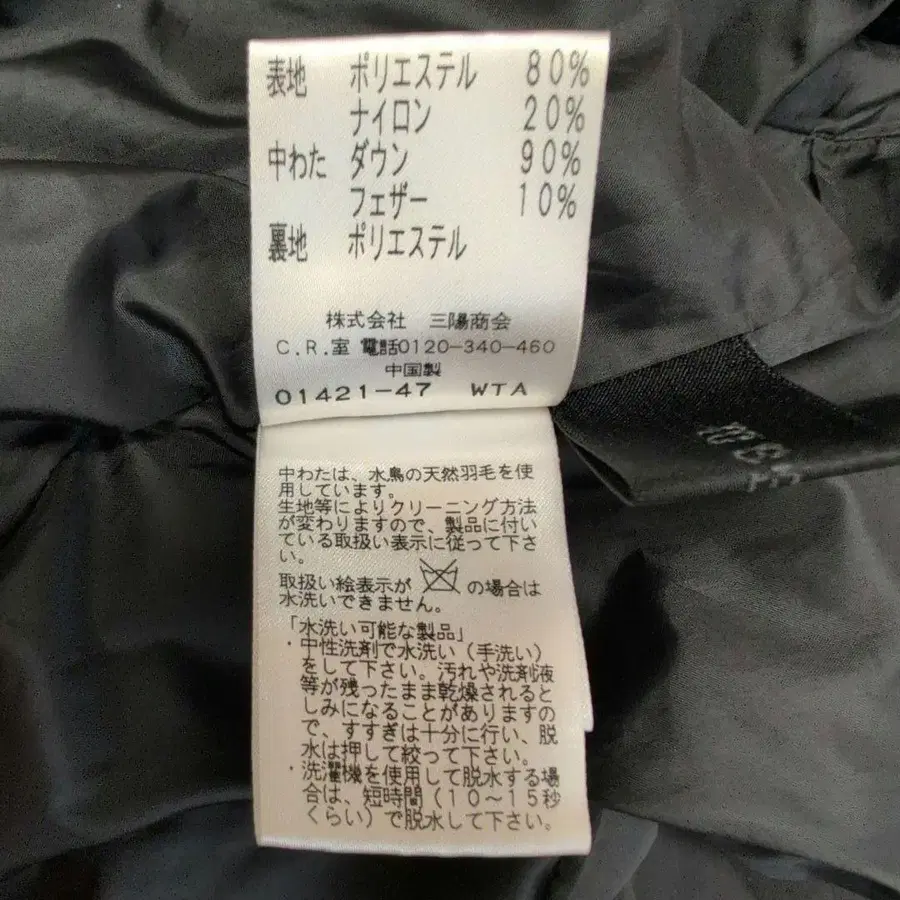 表地 ポリエステル 80%
ナイロン 20%
中わた ダウン 90%
フェザー 10%
裏地 ポリエステル
株式会社 三陽商会
C.R.室 電話0120-340-460
中国製
01421-47 WTA
中わたは、水鳥の天然羽毛を使
用しています。
生地等によりクリーニング方法
が変わりますので、製品に付い
ている取扱い表示に従って下さ
い。
取扱い絵表示が の場合は
水洗いできません。
「水洗い可能な製品」
・中性洗剤で水洗い(手洗い)
をして下さい。汚れや洗剤液
等が残ったまま乾燥されると
しみになることがありますの
で、すすぎは十分に行い、脱
水は押して絞って下さい。
・洗濯機を使用して脱水する場
合は、短時間(10~15秒
くらい)で脱水して下さい。